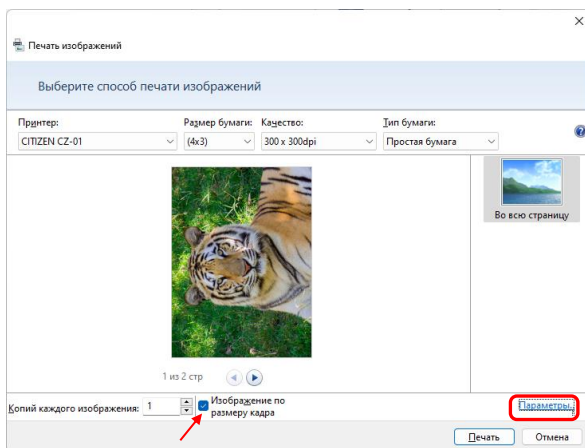 Печать изображений
Выберите способ печати изображений
Принтер: Размер бумаги: Качество: Тип бумаги:
CITIZEN CZ-01 (4x3) 300 x 300dpi Простая бумага
Во всю страницу
1 из 2 стр
Копий каждого изображения: 1
Изображение по
размеру кадра
Параметры...
Печать Отмена